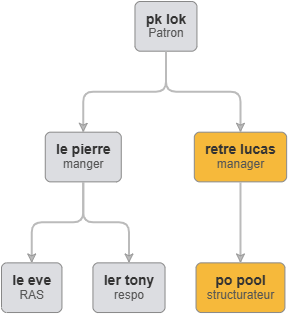 pk lok
Patron
le pierre
manger
retre lucas
manager
le eve
RAS
ler tony
respo
po pool
structurateur